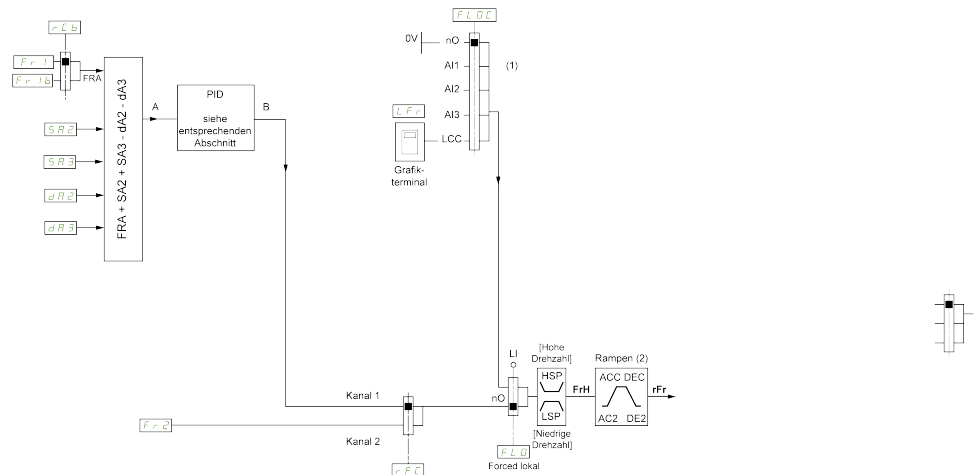 rCb
FLOC
0V
nO
Fr1
FRA
Fr1b
AI1
(1)
AI2
PID
siehe
entsprechenden
Abschnitt
A
B
LFr
AI3
LCC
SA2
SA3
dA2
dA3
FRA + SA2 + SA3 - dA2 - dA3
Grafik-
terminal
LI
[Hohe
Drehzahl]
Rampen (2)
HSP
LSP
ACC DEC
AC2 DE2
FrH
rFr
nO
Kanal 1
Fr2
Kanal 2
[Niedrige
Drehzahl]
FLO
Forced lokal
rFC